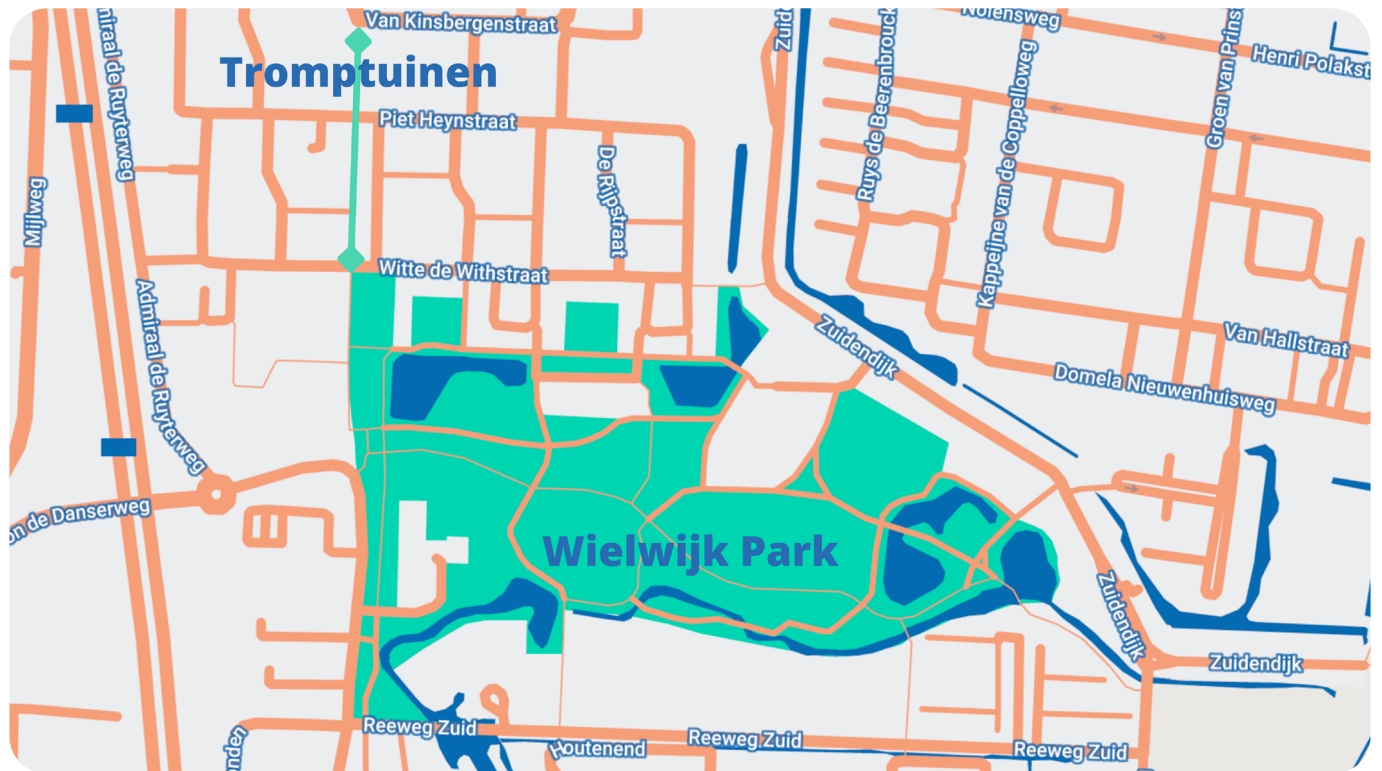 Van Kinsbergenstraat
Nolensweg
Zuid
Henri Polakst
Tromptuinen
miraal de Ruyterweg
Piet Heynstraat
Ruys de Beerenbrouck
Groen van Prins
Kappeijne van de Coppelloweg
De Rijpstraat
Mijlweg
Witte de Withstraat
Admiraal de Ruyterweg
Zuidendijk
Van Hallstraat
Domela Nieuwenhuisweg
on de Danserweg
Wielwijk Park
Zuidendijk
Zuidendijk
Reeweg Zuid
Houtenend
Reeweg Zuid
Reeweg Zuid
nden